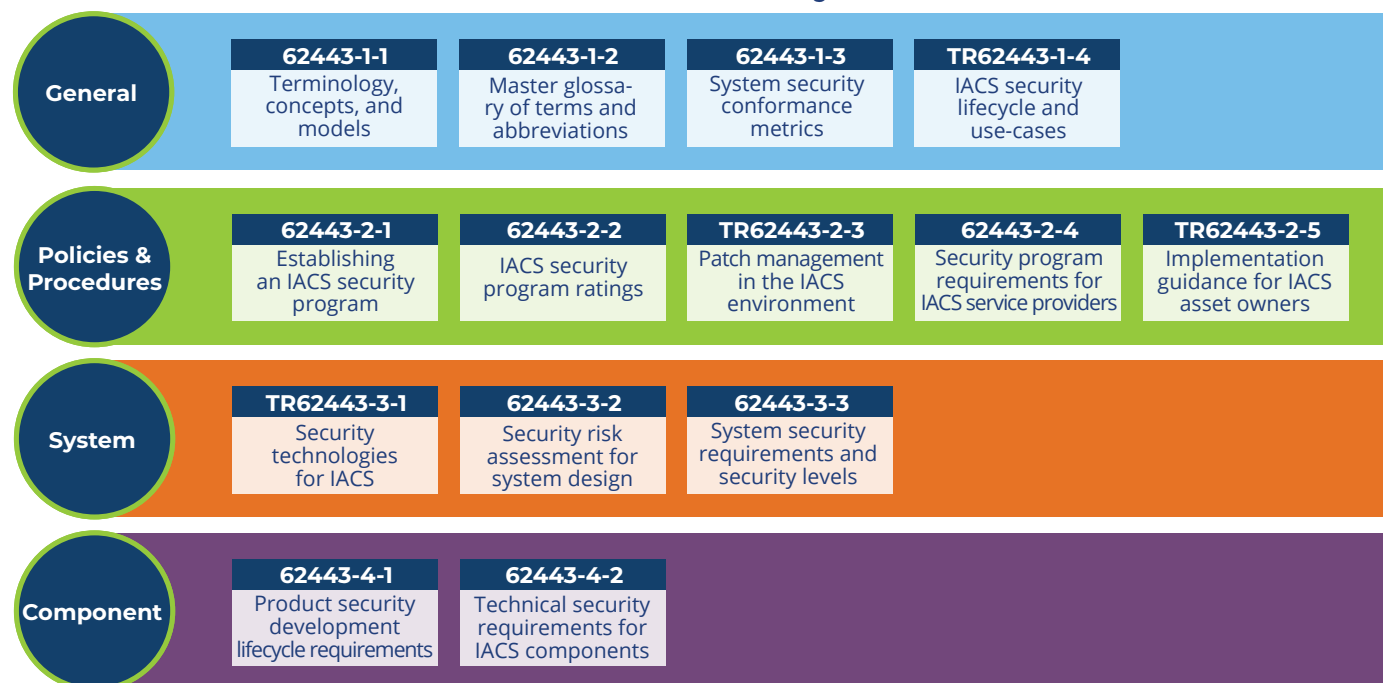 General
62443-1-1
Terminology,
concepts, and
models
62443-1-2
Master glossa-
ry of terms and
abbreviations
62443-1-3
System security
conformance
metrics
TR62443-1-4
IACS security
lifecycle and
use-cases
Policies &
Procedures
62443-2-1
Establishing
an IACS security
program
62443-2-2
IACS security
program ratings
TR62443-2-3
Patch management
in the IACS
environment
62443-2-4
Security program
requirements for
IACS service providers
TR62443-2-5
Implementation
guidance for IACS
asset owners
System
TR62443-3-1
Security
technologies
for IACS
62443-3-2
Security risk
assessment for
system design
62443-3-3
System security
requirements and
security levels
Component
62443-4-1
Product security
development
lifecycle requirements
62443-4-2
Technical security
requirements for
IACS components